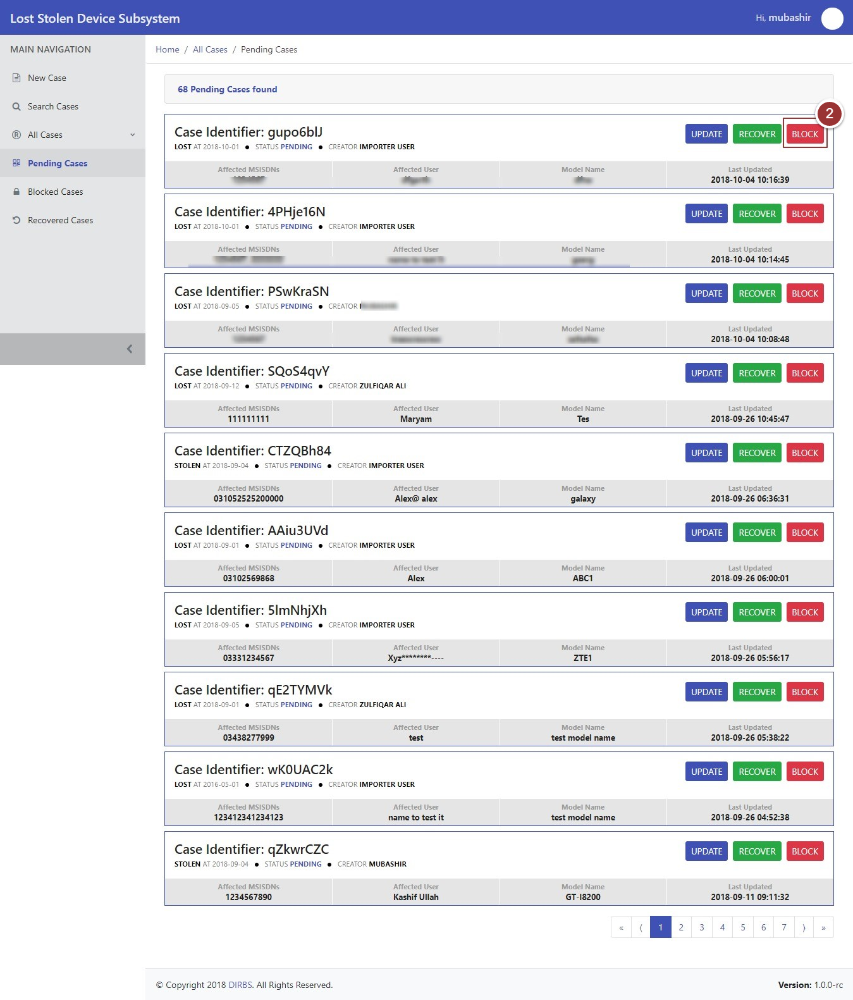 Lost Stolen Device Subsystem
Hi, mubashir
MAIN NAVIGATION
New Case
Search Cases
All Cases
Pending Cases
Blocked Cases
Recovered Cases
Home / All Cases / Pending Cases
68 Pending Cases found
2
Case Identifier: gupo6blJ
UPDATE RECOVER BLOCK
LOST AT 2018-10-01 ● STATUS PENDING ● CREATOR IMPORTER USER
Affected MSISDNs Affected User Model Name Last Updated
2018-10-04 10:16:39
Case Identifier: 4PHje16N
UPDATE RECOVER BLOCK
LOST AT 2018-10-01 ● STATUS PENDING ● CREATOR IMPORTER USER
Affected MSISDNs Affected User Model Name Last Updated
2018-10-04 10:14:45
Case Identifier: PSwKraSN
UPDATE RECOVER BLOCK
LOST AT 2018-09-05 ● STATUS PENDING ● CREATOR
Affected MSISDNs Affected User Model Name Last Updated
2018-10-04 10:08:48
Case Identifier: SQoS4qvY
UPDATE RECOVER BLOCK
LOST AT 2018-09-12 ● STATUS PENDING ● CREATOR ZULFIQAR ALI
Affected MSISDNs Affected User Model Name Last Updated
111111111 Maryam Tes 2018-09-26 10:45:47
Case Identifier: CTZQBh84
UPDATE RECOVER BLOCK
STOLEN AT 2018-09-04 ● STATUS PENDING ● CREATOR IMPORTER USER
Affected MSISDNs Affected User Model Name Last Updated
031052525200000 Alex@ alex galaxy 2018-09-26 06:36:31
Case Identifier: AAiu3UVd
UPDATE RECOVER BLOCK
LOST AT 2018-09-01 ● STATUS PENDING ● CREATOR IMPORTER USER
Affected MSISDNs Affected User Model Name Last Updated
03102569868 Alex ABC1 2018-09-26 06:00:01
Case Identifier: 5lmNhjXh
UPDATE RECOVER BLOCK
LOST AT 2018-09-05 ● STATUS PENDING ● CREATOR IMPORTER USER
Affected MSISDNs Affected User Model Name Last Updated
03331234567 Xyz********---- ZTE1 2018-09-26 05:56:17
Case Identifier: qE2TYMVk
UPDATE RECOVER BLOCK
LOST AT 2018-09-01 ● STATUS PENDING ● CREATOR ZULFIQAR ALI
Affected MSISDNs Affected User Model Name Last Updated
03438277999 test test model name 2018-09-26 05:38:22
Case Identifier: wK0UAC2k
UPDATE RECOVER BLOCK
LOST AT 2016-05-01 ● STATUS PENDING ● CREATOR IMPORTER USER
Affected MSISDNs Affected User Model Name Last Updated
123412341234123 name to test it test model name 2018-09-26 04:52:38
Case Identifier: qZkwrCZC
UPDATE RECOVER BLOCK
STOLEN AT 2018-09-04 ● STATUS PENDING ● CREATOR MUBASHIR
Affected MSISDNs Affected User Model Name Last Updated
1234567890 Kashif Ullah GT-I8200 2018-09-11 09:11:32
« ⟨ 1 2 3 4 5 6 7 ⟩ »
© Copyright 2018 DIRBS. All Rights Reserved.
Version: 1.0.0-rc